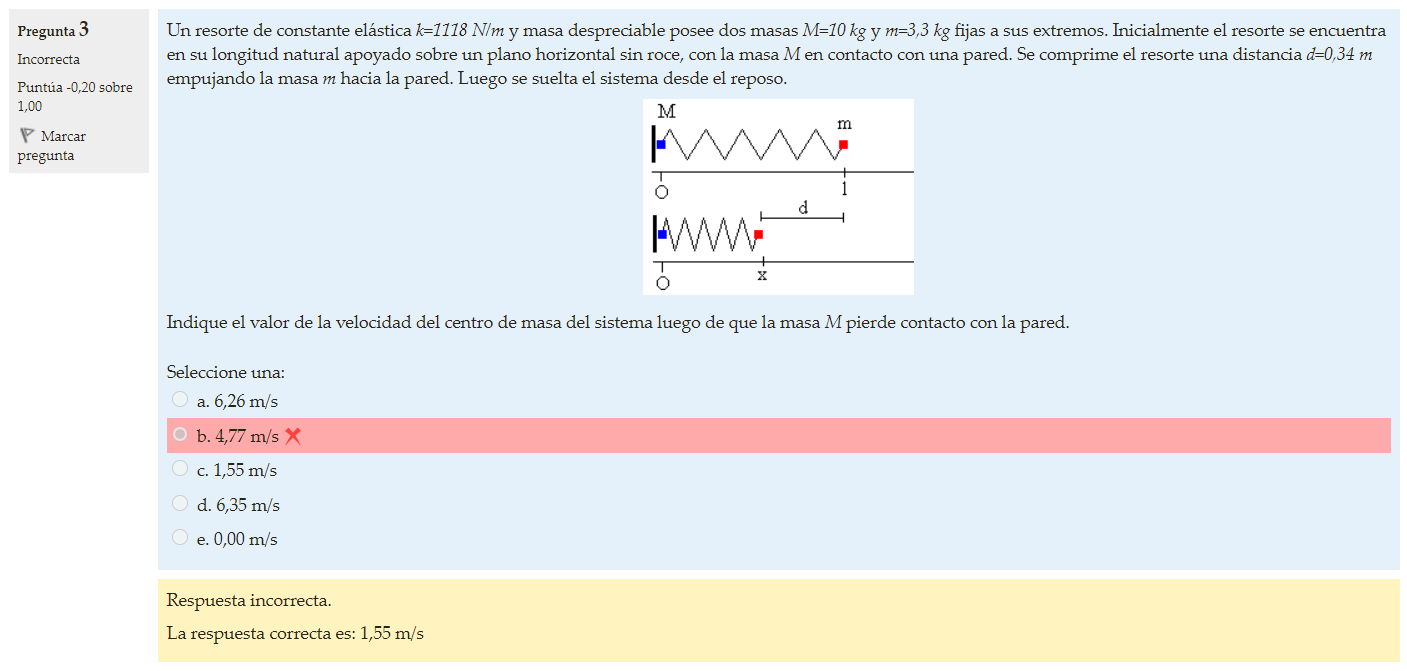 Pregunta 3
Incorrecta
Puntúa -0,20 sobre
1,00
Marcar
pregunta
Un resorte de constante elástica k=1118 N/m y masa despreciable posee dos masas M=10 kg y m=3,3 kg fijas a sus extremos. Inicialmente el resorte se encuentra
en su longitud natural apoyado sobre un plano horizontal sin roce, con la masa M en contacto con una pared. Se comprime el resorte una distancia d=0,34 m
empujando la masa m hacia la pared. Luego se suelta el sistema desde el reposo.
M
m
O
l
d
O
x
Indique el valor de la velocidad del centro de masa del sistema luego de que la masa M pierde contacto con la pared.
Seleccione una:
a. 6,26 m/s
b. 4,77 m/s
c. 1,55 m/s
d. 6,35 m/s
e. 0,00 m/s
Respuesta incorrecta.
La respuesta correcta es: 1,55 m/s